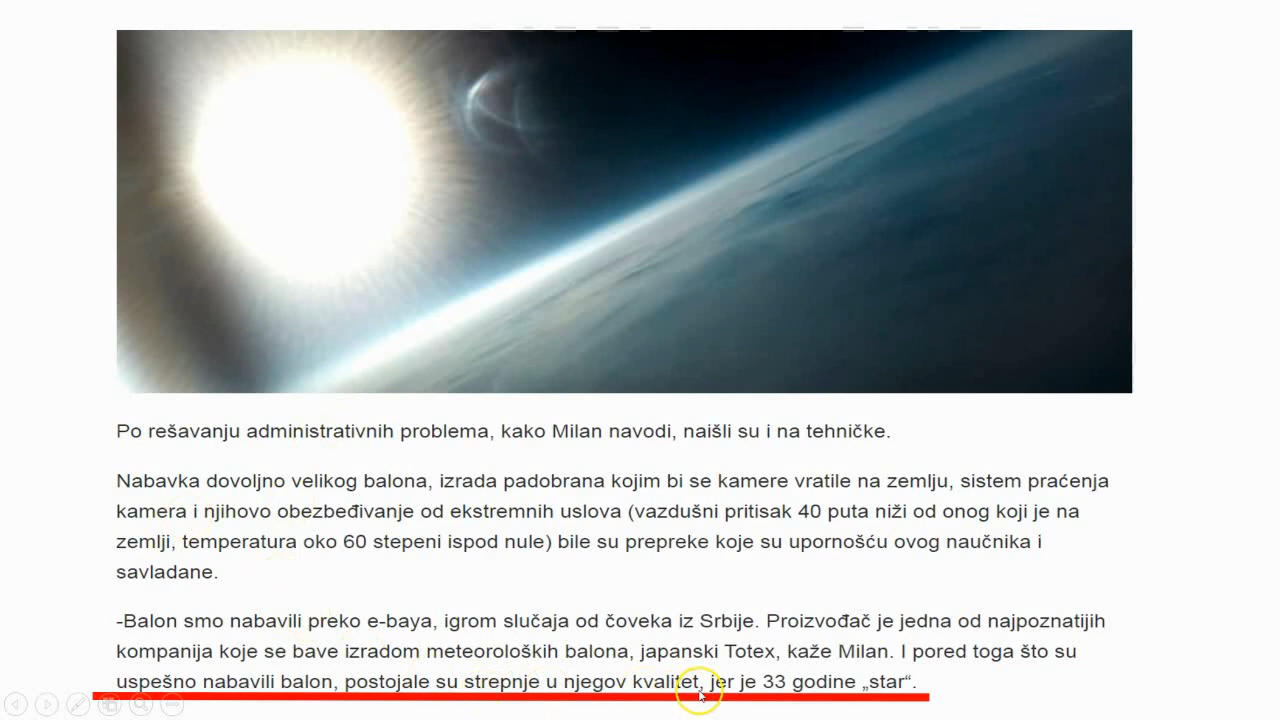 Po rešavanju administrativnih problema, kako Milan navodi, naišli su i na tehničke.
Nabavka dovoljno velikog balona, izrada padobrana kojim bi se kamere vratile na zemlju, sistem praćenja
kamera i njihovo obezbeđivanje od ekstremnih uslova (vazdušni pritisak 40 puta niži od onog koji je na
zemlji, temperatura oko 60 stepeni ispod nule) bile su prepreke koje su upornošću ovog naučnika i
savladane.
-Balon smo nabavili preko e-baya, igrom slučaja od čoveka iz Srbije. Proizvođač je jedna od najpoznatijih
kompanija koje se bave izradom meteoroloških balona, japanski Totex, kaže Milan. I pored toga što su
uspešno nabavili balon, postojale su strepnje u njegov kvalitet, jer je 33 godine „star“.